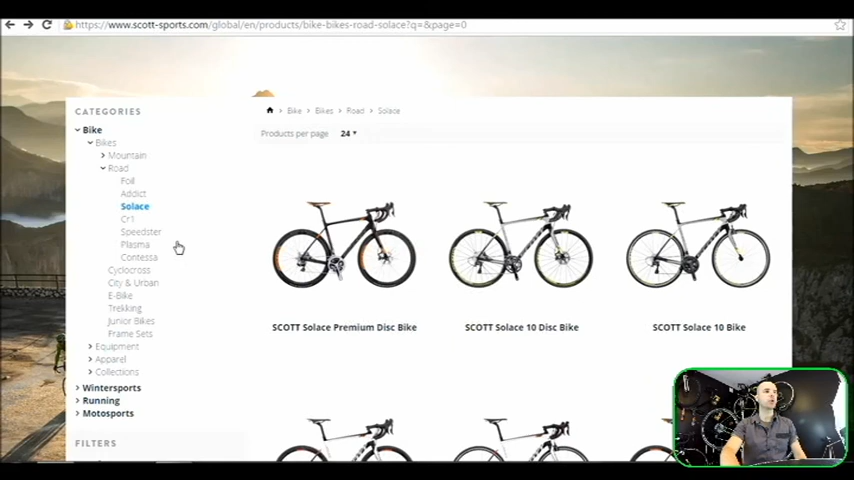 https://www.scott-sports.com/global/en/products/bike-bikes-road-solace?q=&page=0
CATEGORIES
Bike
Bikes
Mountain
Road
Foil
Addict
Solace
Cr1
Speedster
Plasma
Contessa
Cyclocross
City & Urban
E-Bike
Trekking
Junior Bikes
Frame Sets
Equipment
Apparel
Collections
Wintersports
Running
Motosports
FILTERS
> Bike > Bikes > Road > Solace
Products per page 24
SCOTT Solace Premium Disc Bike
SCOTT Solace 10 Disc Bike
SCOTT Solace 10 Bike